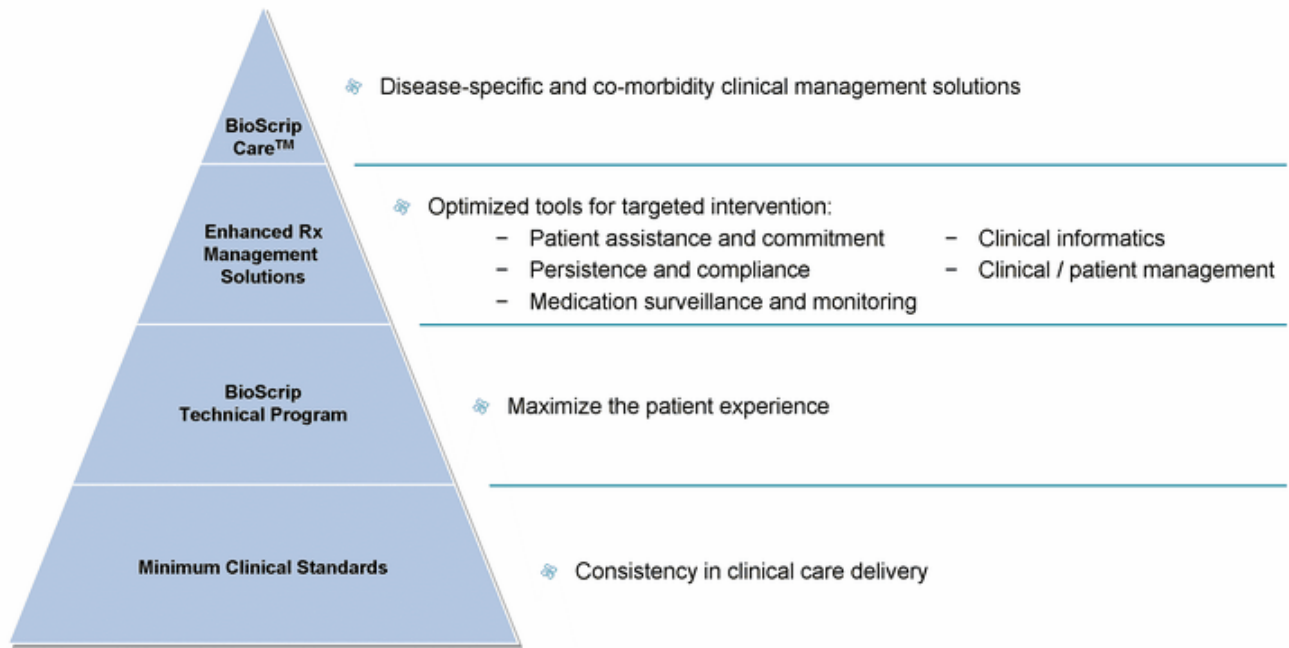 Disease-specific and co-morbidity clinical management solutions
BioScrip
Care™
Optimized tools for targeted intervention:
– Patient assistance and commitment
– Clinical informatics
– Persistence and compliance
– Clinical / patient management
– Medication surveillance and monitoring
Enhanced Rx
Management
Solutions
BioScrip
Technical Program
Maximize the patient experience
Minimum Clinical Standards
Consistency in clinical care delivery